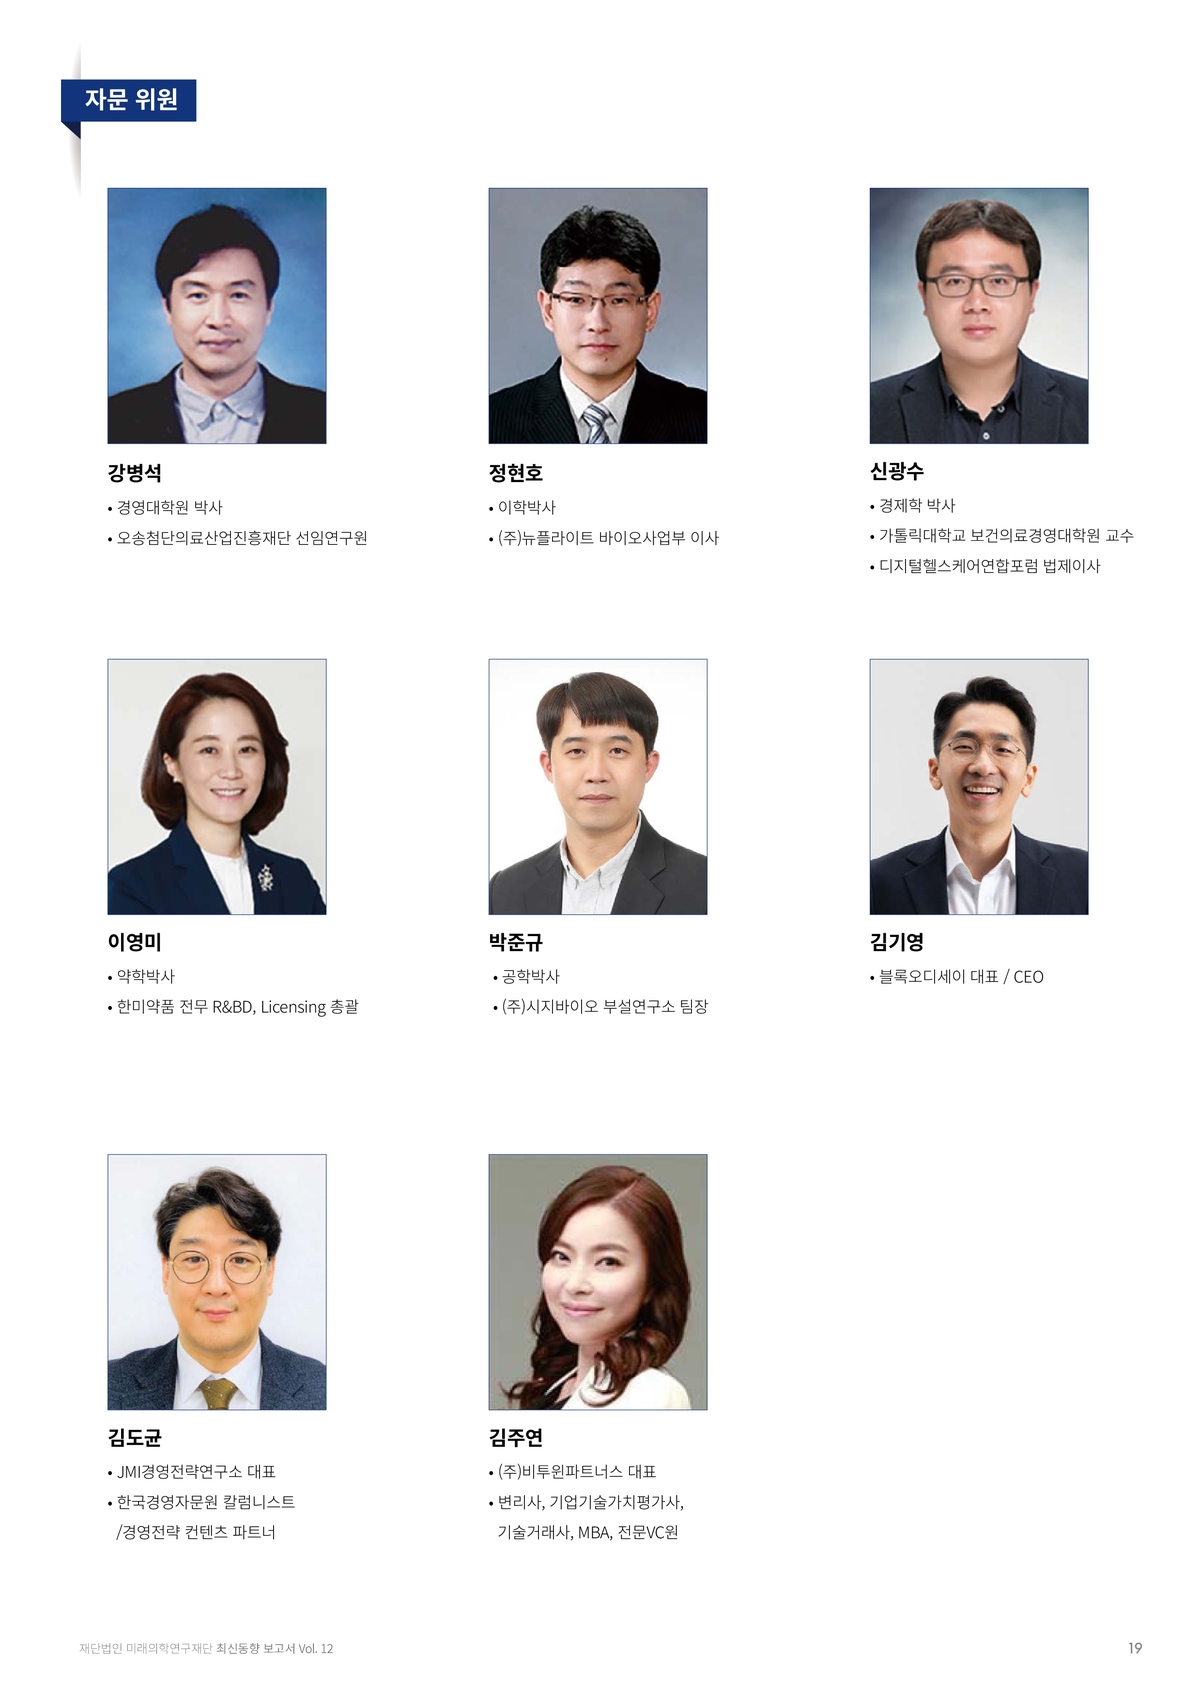 자문 위원
강병석
• 경영대학원 박사
• 오송첨단의료산업진흥재단 선임연구원
정현호
• 이학박사
• (주)뉴플라이트 바이오사업부 이사
신광수
• 경제학 박사
• 가톨릭대학교 보건의료경영대학원 교수
• 디지털헬스케어연합포럼 법제이사
이영미
• 약학박사
• 한미약품 전무 R&BD, Licensing 총괄
박준규
• 공학박사
• (주)시지바이오 부설연구소 팀장
김기영
• 블록오디세이 대표 / CEO
김도균
• JMI경영전략연구소 대표
• 한국경영자문원 칼럼니스트
/경영전략 컨텐츠 파트너
김주연
• (주)비투윈파트너스 대표
• 변리사, 기업기술가치평가사,
기술거래사, MBA, 전문VC원
재단법인 미래의학연구재단 최신동향 보고서 Vol. 12
19